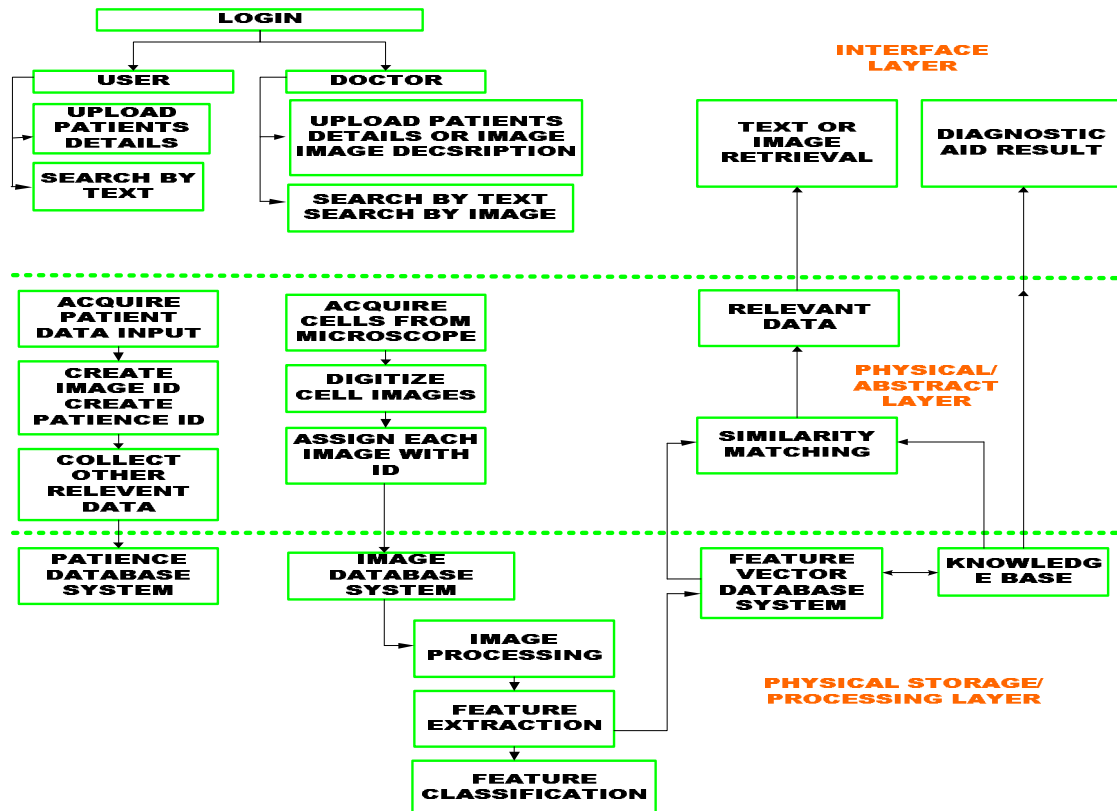 LOGIN
USER
DOCTOR
INTERFACE
LAYER
UPLOAD
PATIENTS
DETAILS
UPLOAD PATIENTS
DETAILS OR IMAGE
IMAGE DECSRIPTION
TEXT OR
IMAGE
RETRIEVAL
DIAGNOSTIC
AID RESULT
SEARCH BY
TEXT
SEARCH BY TEXT
SEARCH BY IMAGE
ACQUIRE
PATIENT
DATA INPUT
ACQUIRE
CELLS FROM
MICROSCOPE
RELEVANT
DATA
CREATE
IMAGE ID
CREATE
PATIENCE ID
DIGITIZE
CELL IMAGES
PHYSICAL/
ABSTRACT
LAYER
COLLECT
OTHER
RELEVENT
DATA
ASSIGN EACH
IMAGE WITH
ID
SIMILARITY
MATCHING
PATIENCE
DATABASE
SYSTEM
IMAGE
DATABASE
SYSTEM
FEATURE
VECTOR
DATABASE
SYSTEM
KNOWLEDG
E BASE
IMAGE
PROCESSING
FEATURE
EXTRACTION
PHYSICAL STORAGE/
PROCESSING LAYER
FEATURE
CLASSIFICATION